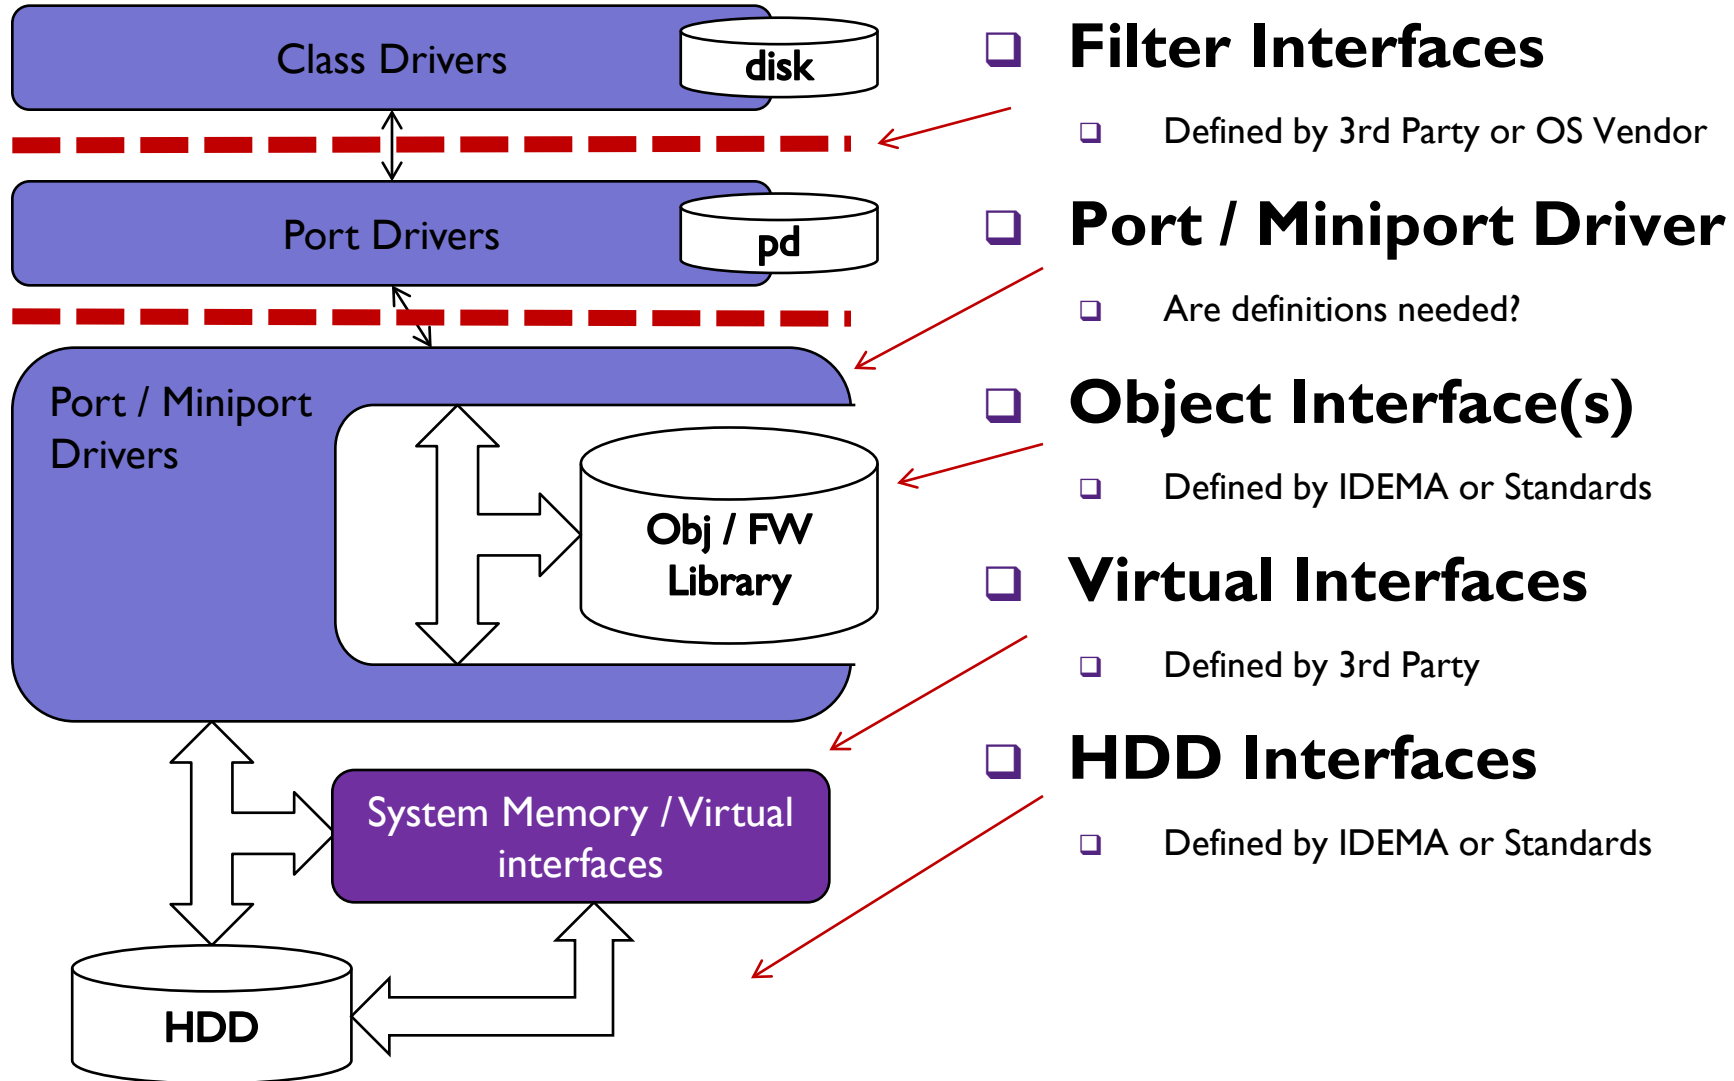 Class Drivers
disk
Port Drivers
pd
Port / Miniport
Drivers
Obj / FW
Library
System Memory / Virtual
interfaces
HDD
Filter Interfaces
Defined by 3rd Party or OS Vendor
Port / Miniport Driver
Are definitions needed?
Object Interface(s)
Defined by IDEMA or Standards
Virtual Interfaces
Defined by 3rd Party
HDD Interfaces
Defined by IDEMA or Standards